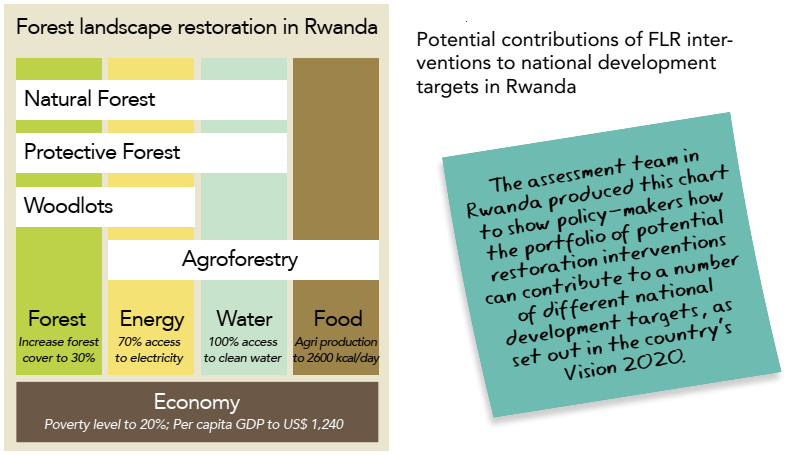 Forest landscape restoration in Rwanda
Natural Forest
Protective Forest
Woodlots
Agroforestry
Forest
Increase forest
cover to 30%
Energy
70% access
to electricity
Water
100% access
to clean water
Food
Agri production
to 2600 kcal/day
Economy
Poverty level to 20%; Per capita GDP to US$ 1,240
Potential contributions of FLR inter-
ventions to national development
targets in Rwanda
The assessment team in
Rwanda produced this chart
to show policy-makers how
the portfolio of potential
restoration interventions
can contribute to a number
of different national
development targets, as
set out in the country's
Vision 2020.